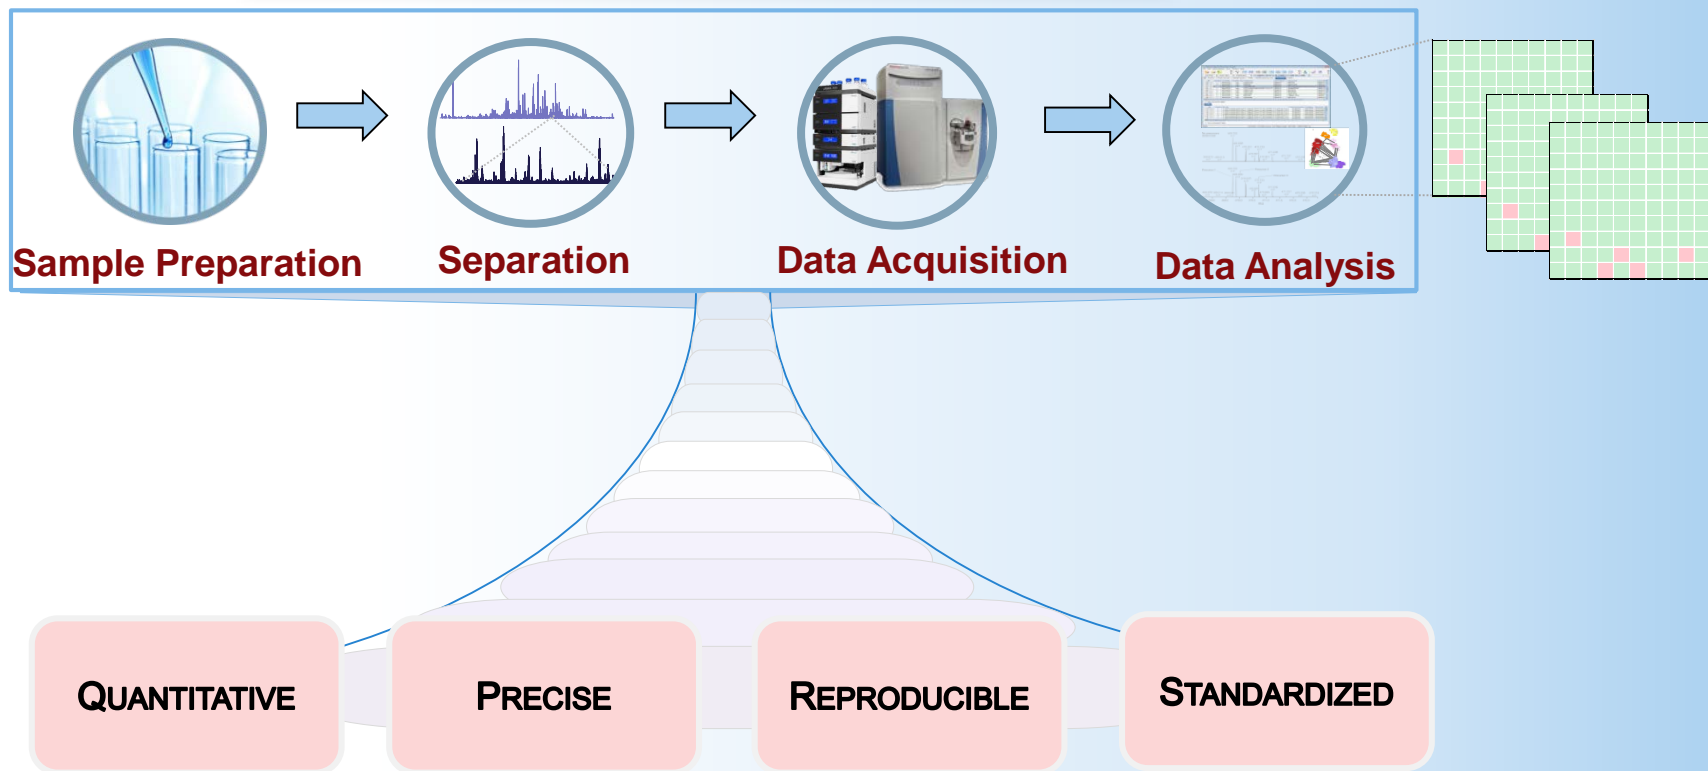 Sample Preparation
Separation
Data Acquisition
Data Analysis
QUANTITATIVE
PRECISE
REPRODUCIBLE
STANDARDIZED